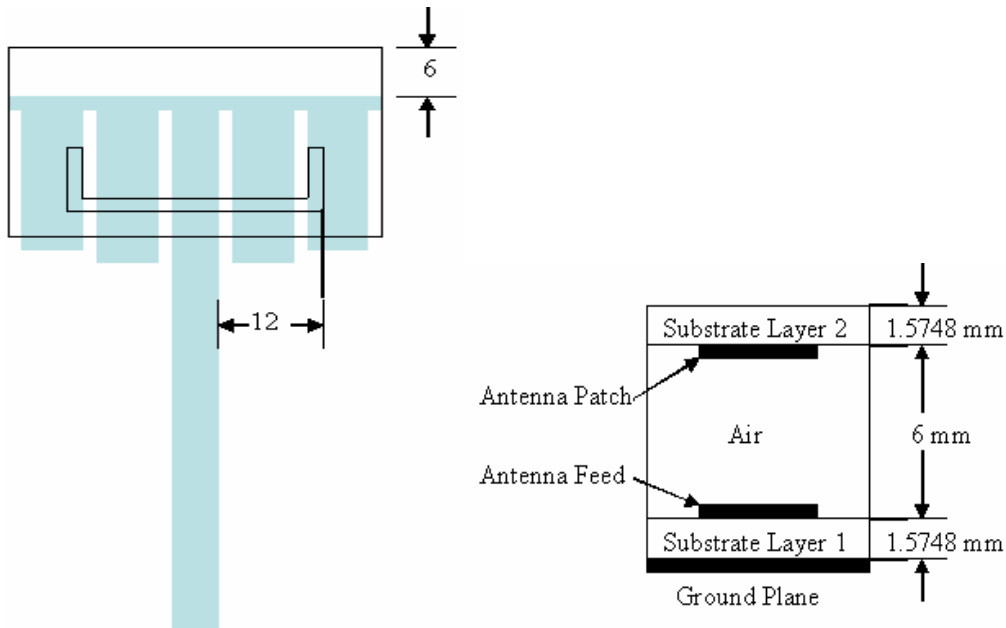 6
12
Substrate Layer 2
1.5748 mm
Antenna Patch
Air
6 mm
Antenna Feed
Substrate Layer 1
1.5748 mm
Ground Plane